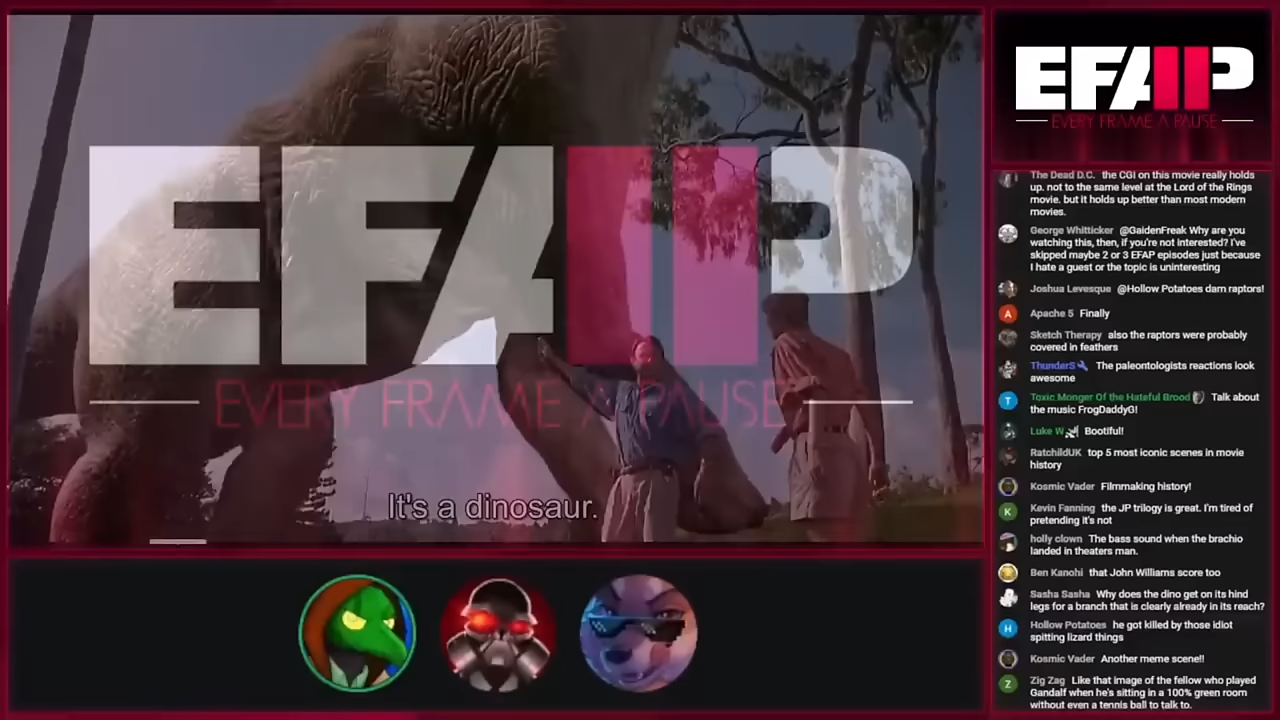 EFAP
EVERY FRAME A PAUSE
It's a dinosaur.
EFAP
EVERY FRAME A PAUSE
The Dead D.C. the CGI on this movie really holds
up. not to the same level at the Lord of the Rings
movie. but it holds up better than most modern
movies.
George Whitticker @GaidenFreak Why are you
watching this, then, if you're not interested? I've
skipped maybe 2 or 3 EFAP episodes just because
I hate a guest or the topic is uninteresting
Joshua Levesque @Hollow Potatoes darn raptors!
A
Apache 5 Finally
Sketch Therapy also the raptors were probably
covered in feathers
ThunderS The paleontologists reactions look
awesome
T
Toxic Monger Of the Hateful Brood Talk about
the music FrogDaddyG!
Luke W Bootiful!
RatchildUK top 5 most iconic scenes in movie
history
Kosmic Vader Filmmaking history!
K
Kevin Fanning the JP trilogy is great. I'm tired of
pretending it's not
holly clown The bass sound when the brachio
landed in theaters man.
Ben Kanohi that John Williams score too
Sasha Sasha Why does the dino get on its hind
legs for a branch that is clearly already in its reach?
H
Hollow Potatoes he got killed by those idiot
spitting lizard things
Kosmic Vader Another meme scene!!
Z
Zig Zag Like that image of the fellow who played
Gandalf when he's sitting in a 100% green room
without even a tennis ball to talk to.